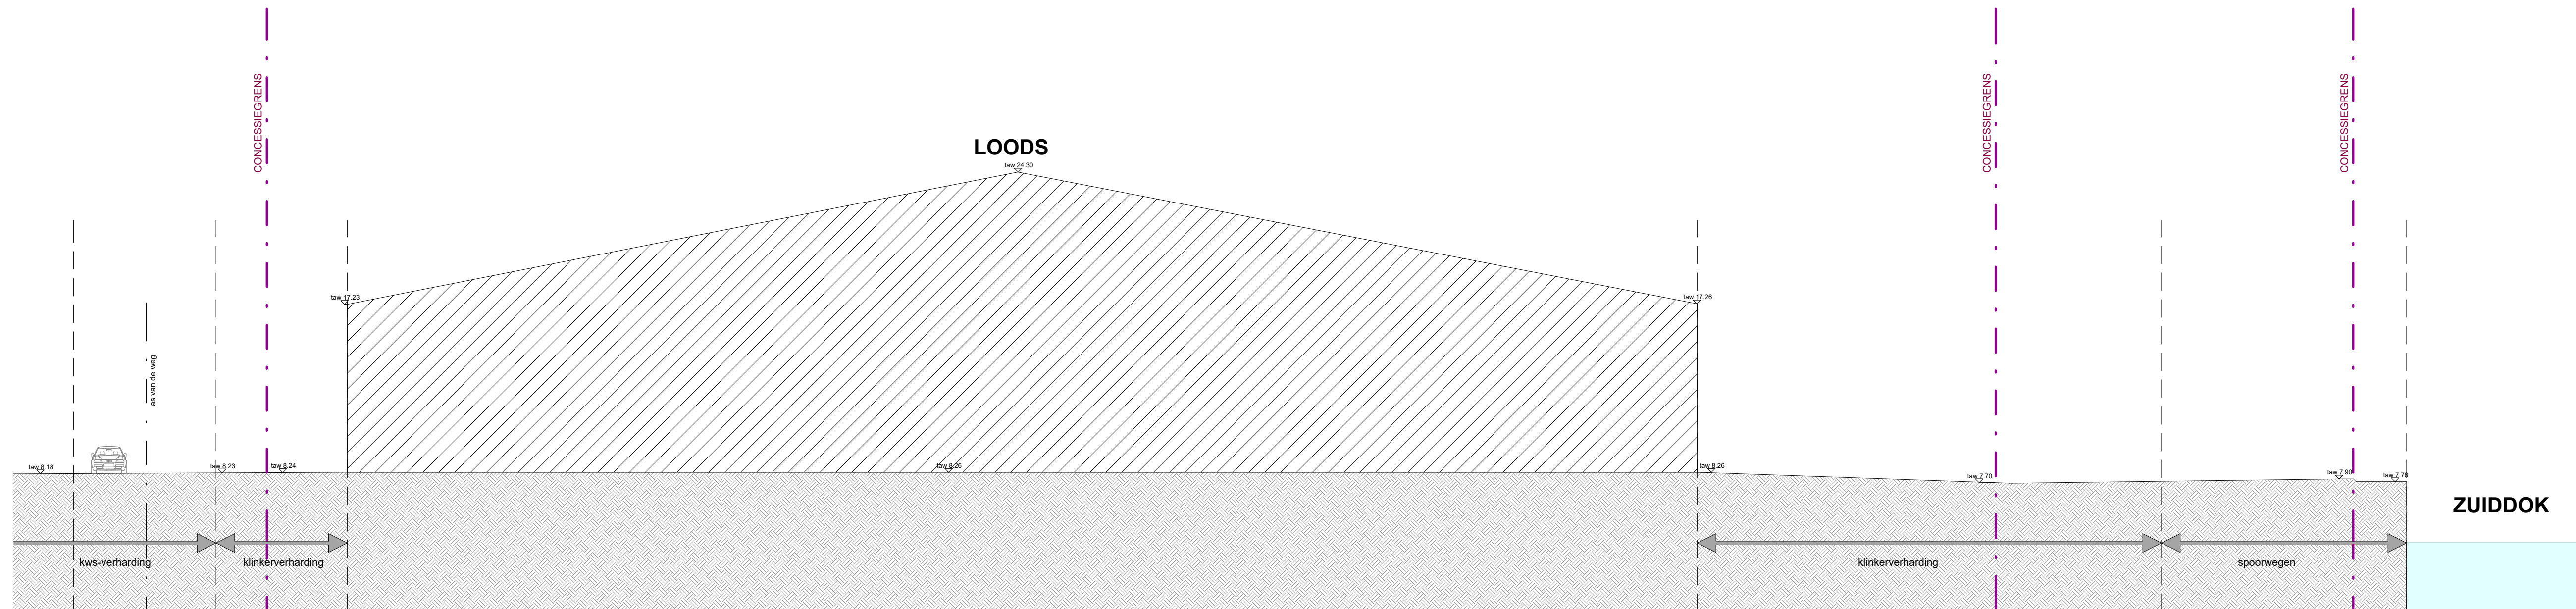 CONCESSIEGRENS
CONCESSIEGRENS
CONCESSIEGRENS
LOODS
taw 24.30
taw 17.23
taw 17.26
as van de weg
taw 8.18
taw 8.23
taw 8.24
taw 8.26
taw 8.26
taw 7.70
taw 7.90
taw 7.76
ZUIDDOK
kws-verharding
klinkerverharding
klinkerverharding
spoorwegen